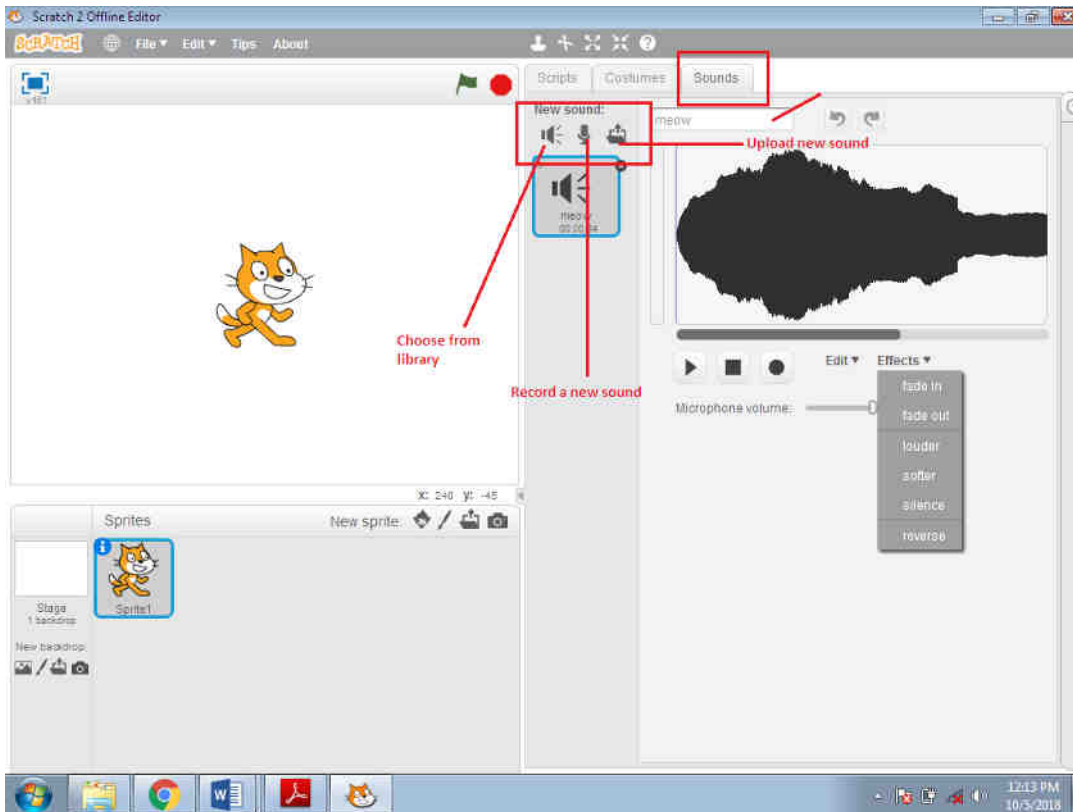 Scratch 2 Offline Editor
SCRATCH File Edit Tips About
Scripts Costumes Sounds
New sound:
meow
Upload new sound
meow
Choose from
library
Record a new sound
Edit Effects
fade in
fade out
louder
softer
silence
reverse
Microphone volume:
x: 240 y: -45
Sprites New sprite:
Sprite1
Stage
1 backdrop
New backdrop:
12:13 PM
10/5/2018